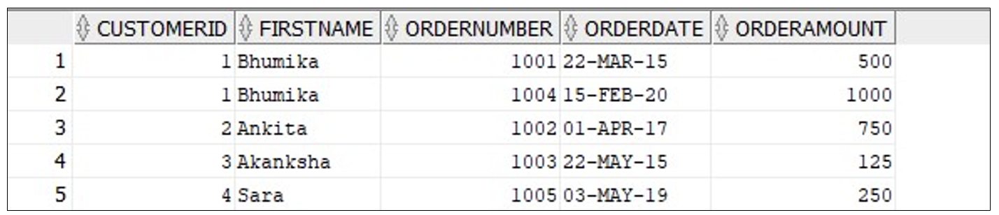 CUSTOMERID FIRSTNAME ORDERNUMBER ORDERDATE ORDERAMOUNT
1 1 Bhumika 1001 22-MAR-15 500
2 1 Bhumika 1004 15-FEB-20 1000
3 2 Ankita 1002 01-APR-17 750
4 3 Akanksha 1003 22-MAY-15 125
5 4 Sara 1005 03-MAY-19 250